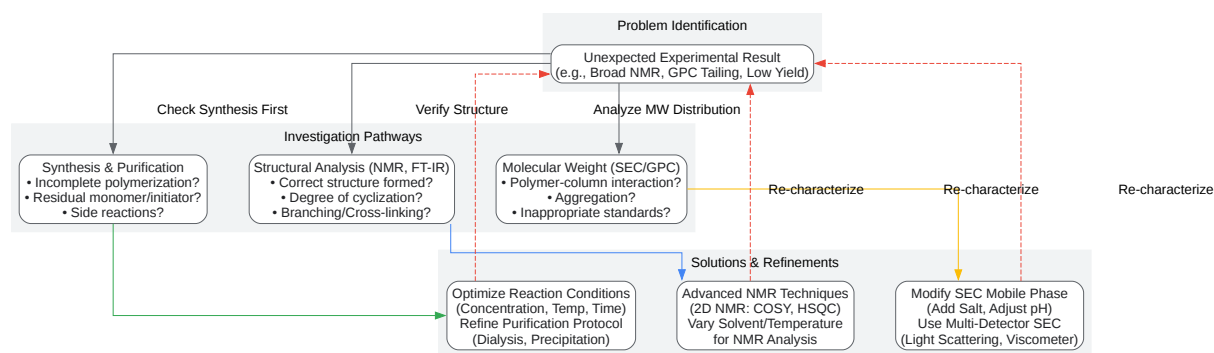 Problem Identification
Unexpected Experimental Result
(e.g., Broad NMR, GPC Tailing, Low Yield)
Check Synthesis First
Verify Structure
Analyze MW Distribution
Investigation Pathways
Synthesis & Purification
• Incomplete polymerization?
• Residual monomer/initiator?
• Side reactions?
Structural Analysis (NMR, FT-IR)
• Correct structure formed?
• Degree of cyclization?
• Branching/Cross-linking?
Molecular Weight (SEC/GPC)
• Polymer-column interaction?
• Aggregation?
• Inappropriate standards?
Re-characterize
Re-characterize
Re-characterize
Solutions & Refinements
Optimize Reaction Conditions
(Concentration, Temp, Time)
Refine Purification Protocol
(Dialysis, Precipitation)
Advanced NMR Techniques
(2D NMR: COSY, HSQC)
Vary Solvent/Temperature
for NMR Analysis
Modify SEC Mobile Phase
(Add Salt, Adjust pH)
Use Multi-Detector SEC
(Light Scattering, Viscometer)